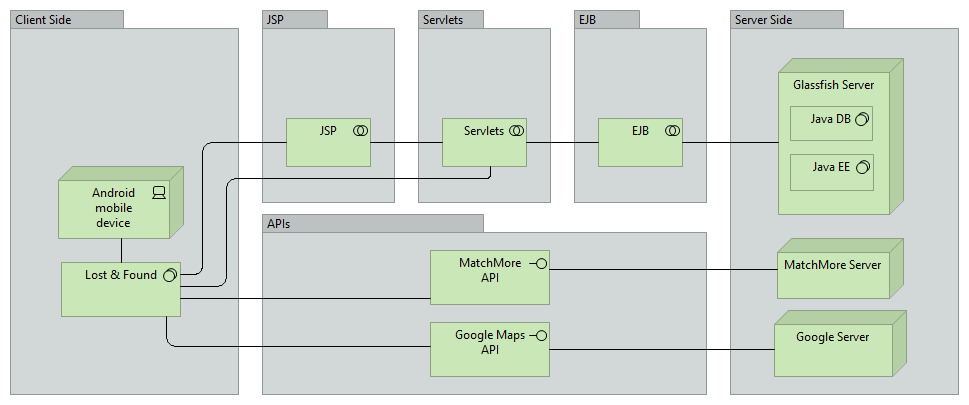 Client Side
JSP
Servlets
EJB
Server Side
Glassfish Server
Java DB
Java EE
JSP
Servlets
EJB
Android
mobile
device
Lost & Found
APIs
MatchMore
API
MatchMore Server
Google Maps
API
Google Server